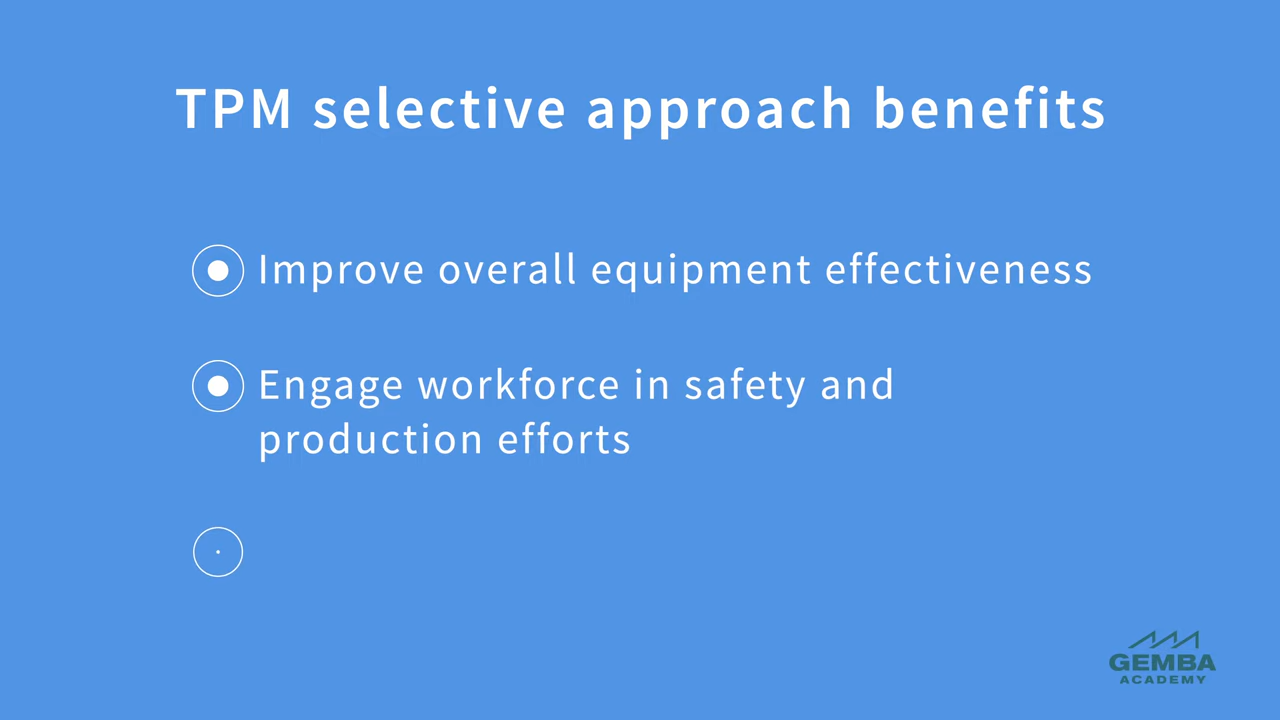 TPM selective approach benefits
Improve overall equipment effectiveness
Engage workforce in safety and
production efforts
GEMBA
ACADEMY